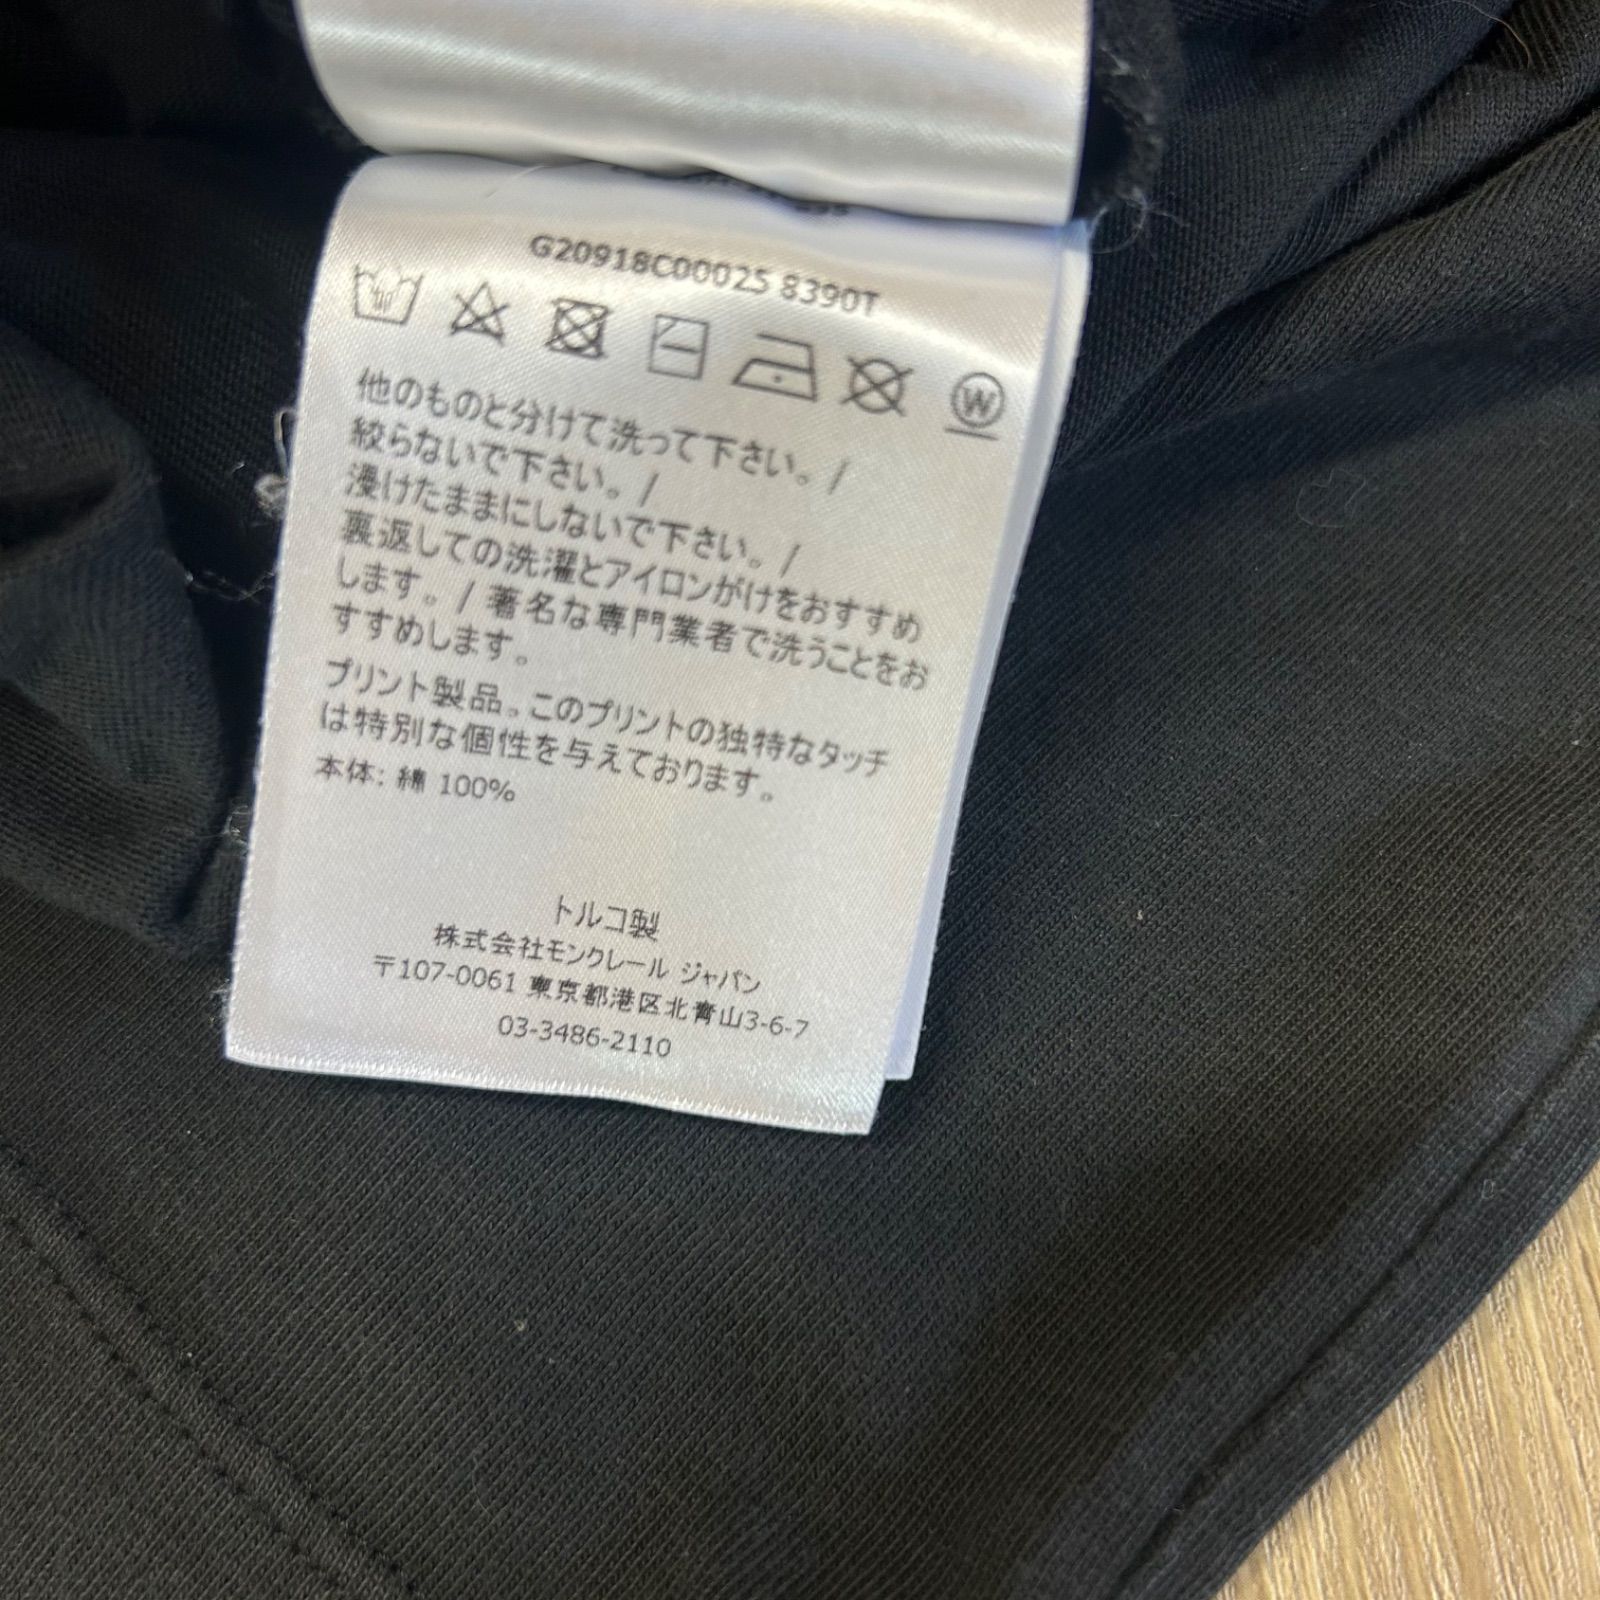 G20918C00025 8390T
W
他のものと分けて洗って下さい。/
絞らないで下さい。/
浸けたままにしないで下さい。/
裏返しての洗濯とアイロンがけをおすすめ
します。/ 著名な専門業者で洗うことをお
すすめします。
プリント製品。このプリントの独特なタッチ
は特別な個性を与えております。
本体: 綿 100%
トルコ製
株式会社モンクレール ジャパン
〒107-0061 東京都港区北青山3-6-7
03-3486-2110